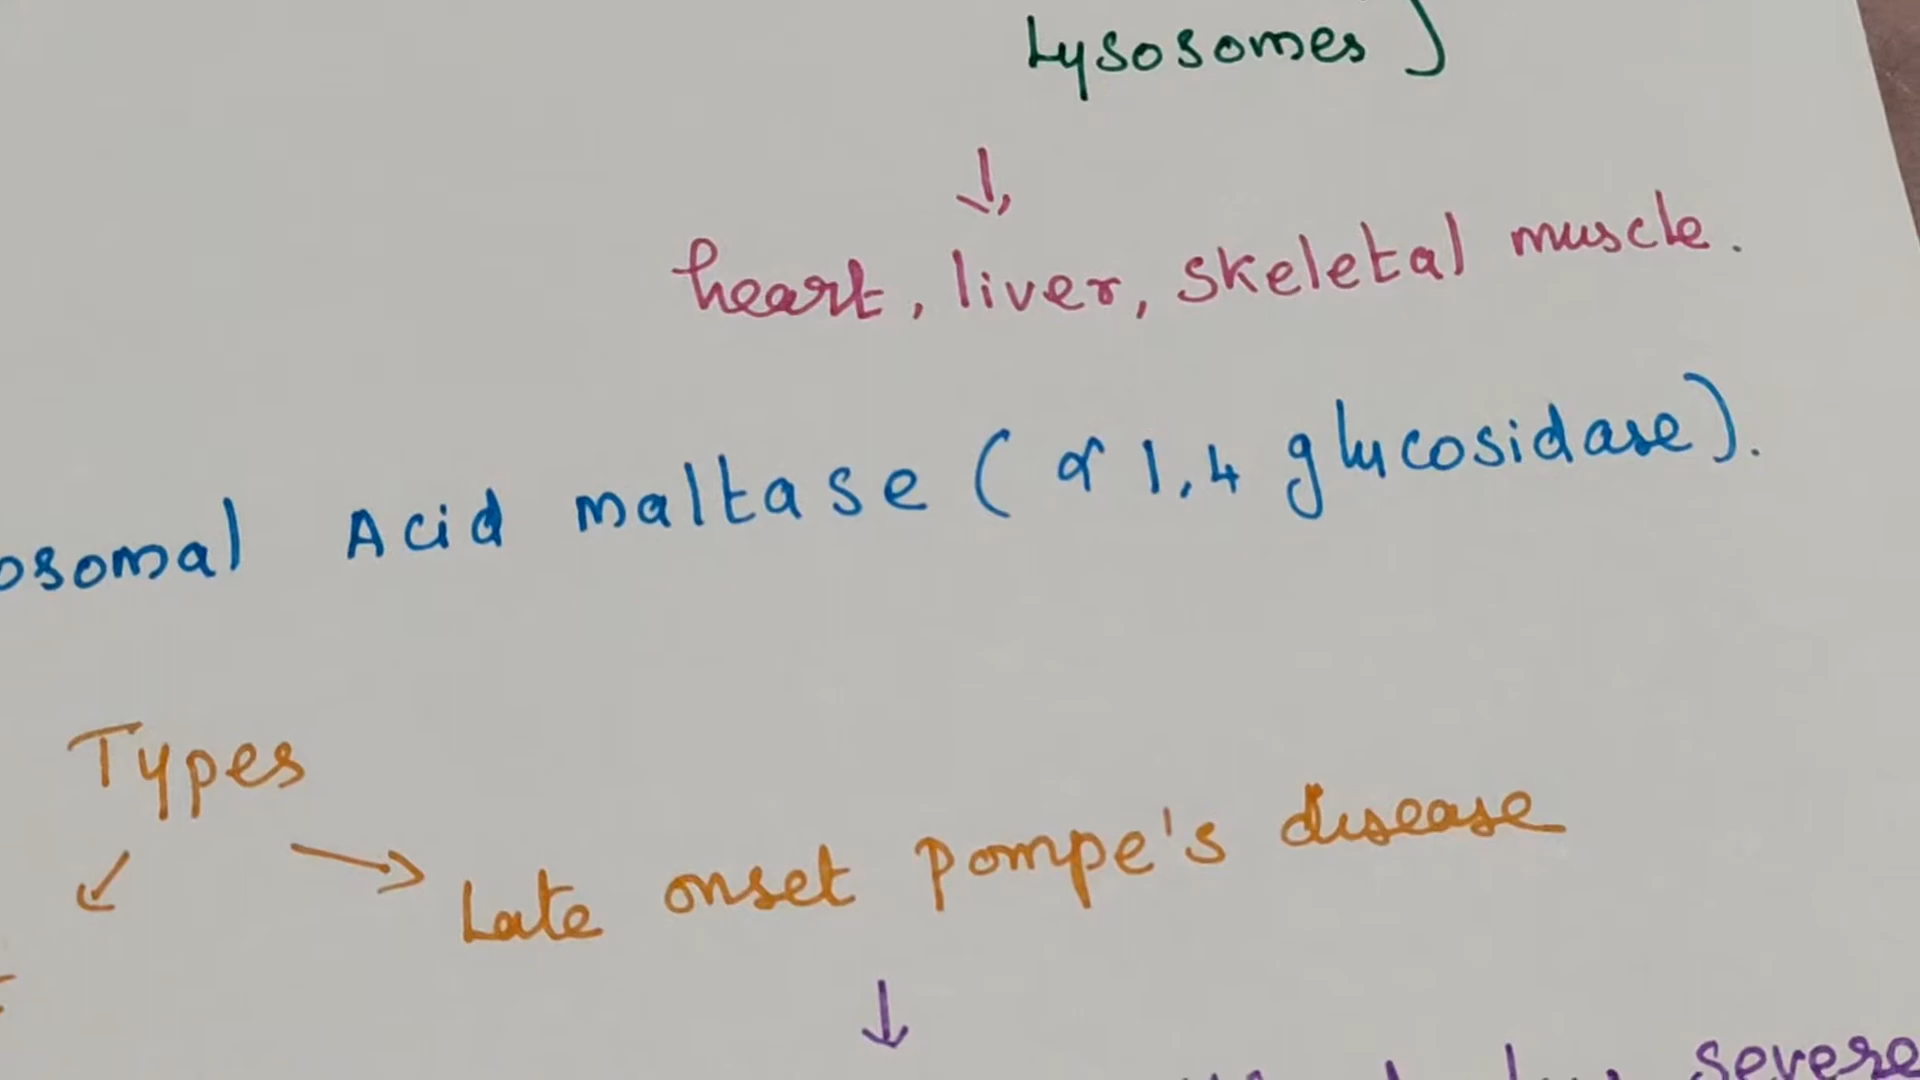 Lysosomes)
↓
heart, liver, skeletal muscle.
osomal Acid maltase (α 1,4 glucosidase).
Types
↙ → Late onset pompe's disease
↓
severe